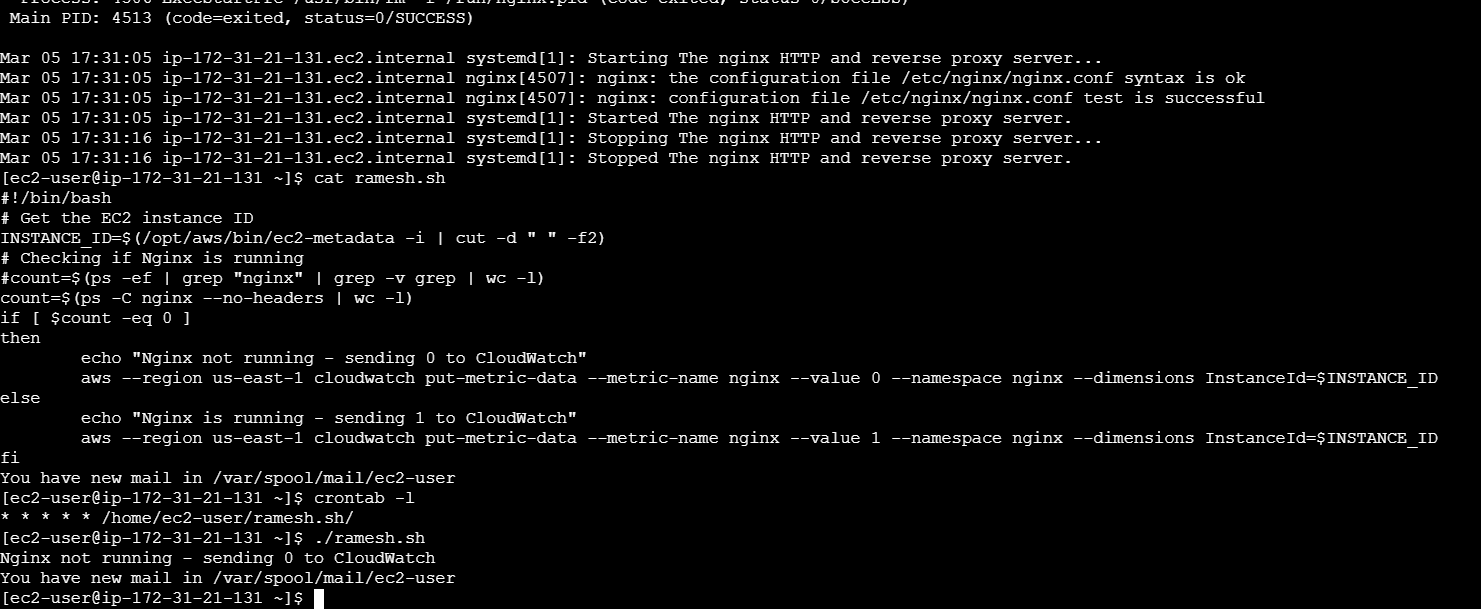 Main PID: 4513 (code=exited, status=0/SUCCESS)
Mar 05 17:31:05 ip-172-31-21-131.ec2.internal systemd[1]: Starting The nginx HTTP and reverse proxy server...
Mar 05 17:31:05 ip-172-31-21-131.ec2.internal nginx[4507]: nginx: the configuration file /etc/nginx/nginx.conf syntax is ok
Mar 05 17:31:05 ip-172-31-21-131.ec2.internal nginx[4507]: nginx: configuration file /etc/nginx/nginx.conf test is successful
Mar 05 17:31:05 ip-172-31-21-131.ec2.internal systemd[1]: Started The nginx HTTP and reverse proxy server.
Mar 05 17:31:16 ip-172-31-21-131.ec2.internal systemd[1]: Stopping The nginx HTTP and reverse proxy server...
Mar 05 17:31:16 ip-172-31-21-131.ec2.internal systemd[1]: Stopped The nginx HTTP and reverse proxy server.
[ec2-user@ip-172-31-21-131 ~]$ cat ramesh.sh
#!/bin/bash
# Get the EC2 instance ID
INSTANCE_ID=$(/opt/aws/bin/ec2-metadata -i | cut -d " " -f2)
# Checking if Nginx is running
#count=$(ps -ef | grep "nginx" | grep -v grep | wc -l)
count=$(ps -C nginx --no-headers | wc -l)
if [ $count -eq 0 ]
then
        echo "Nginx not running - sending 0 to CloudWatch"
        aws --region us-east-1 cloudwatch put-metric-data --metric-name nginx --value 0 --namespace nginx --dimensions InstanceId=$INSTANCE_ID
else
        echo "Nginx is running - sending 1 to CloudWatch"
        aws --region us-east-1 cloudwatch put-metric-data --metric-name nginx --value 1 --namespace nginx --dimensions InstanceId=$INSTANCE_ID
fi
You have new mail in /var/spool/mail/ec2-user
[ec2-user@ip-172-31-21-131 ~]$ crontab -l
* * * * * /home/ec2-user/ramesh.sh/
[ec2-user@ip-172-31-21-131 ~]$ ./ramesh.sh
Nginx not running - sending 0 to CloudWatch
You have new mail in /var/spool/mail/ec2-user
[ec2-user@ip-172-31-21-131 ~]$